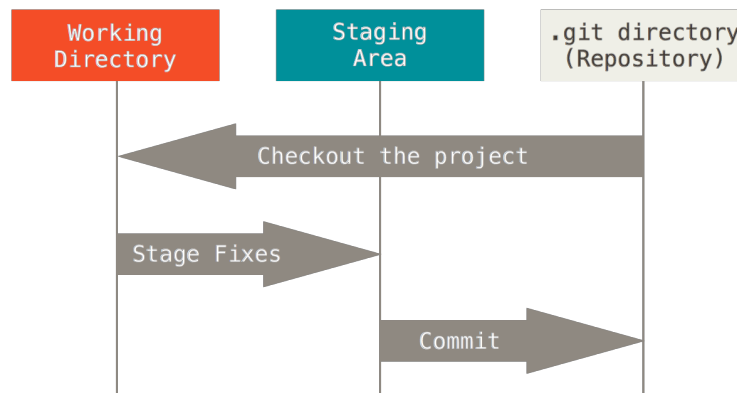 Working
Directory
Staging
Area
.git directory
(Repository)
Checkout the project
Stage Fixes
Commit